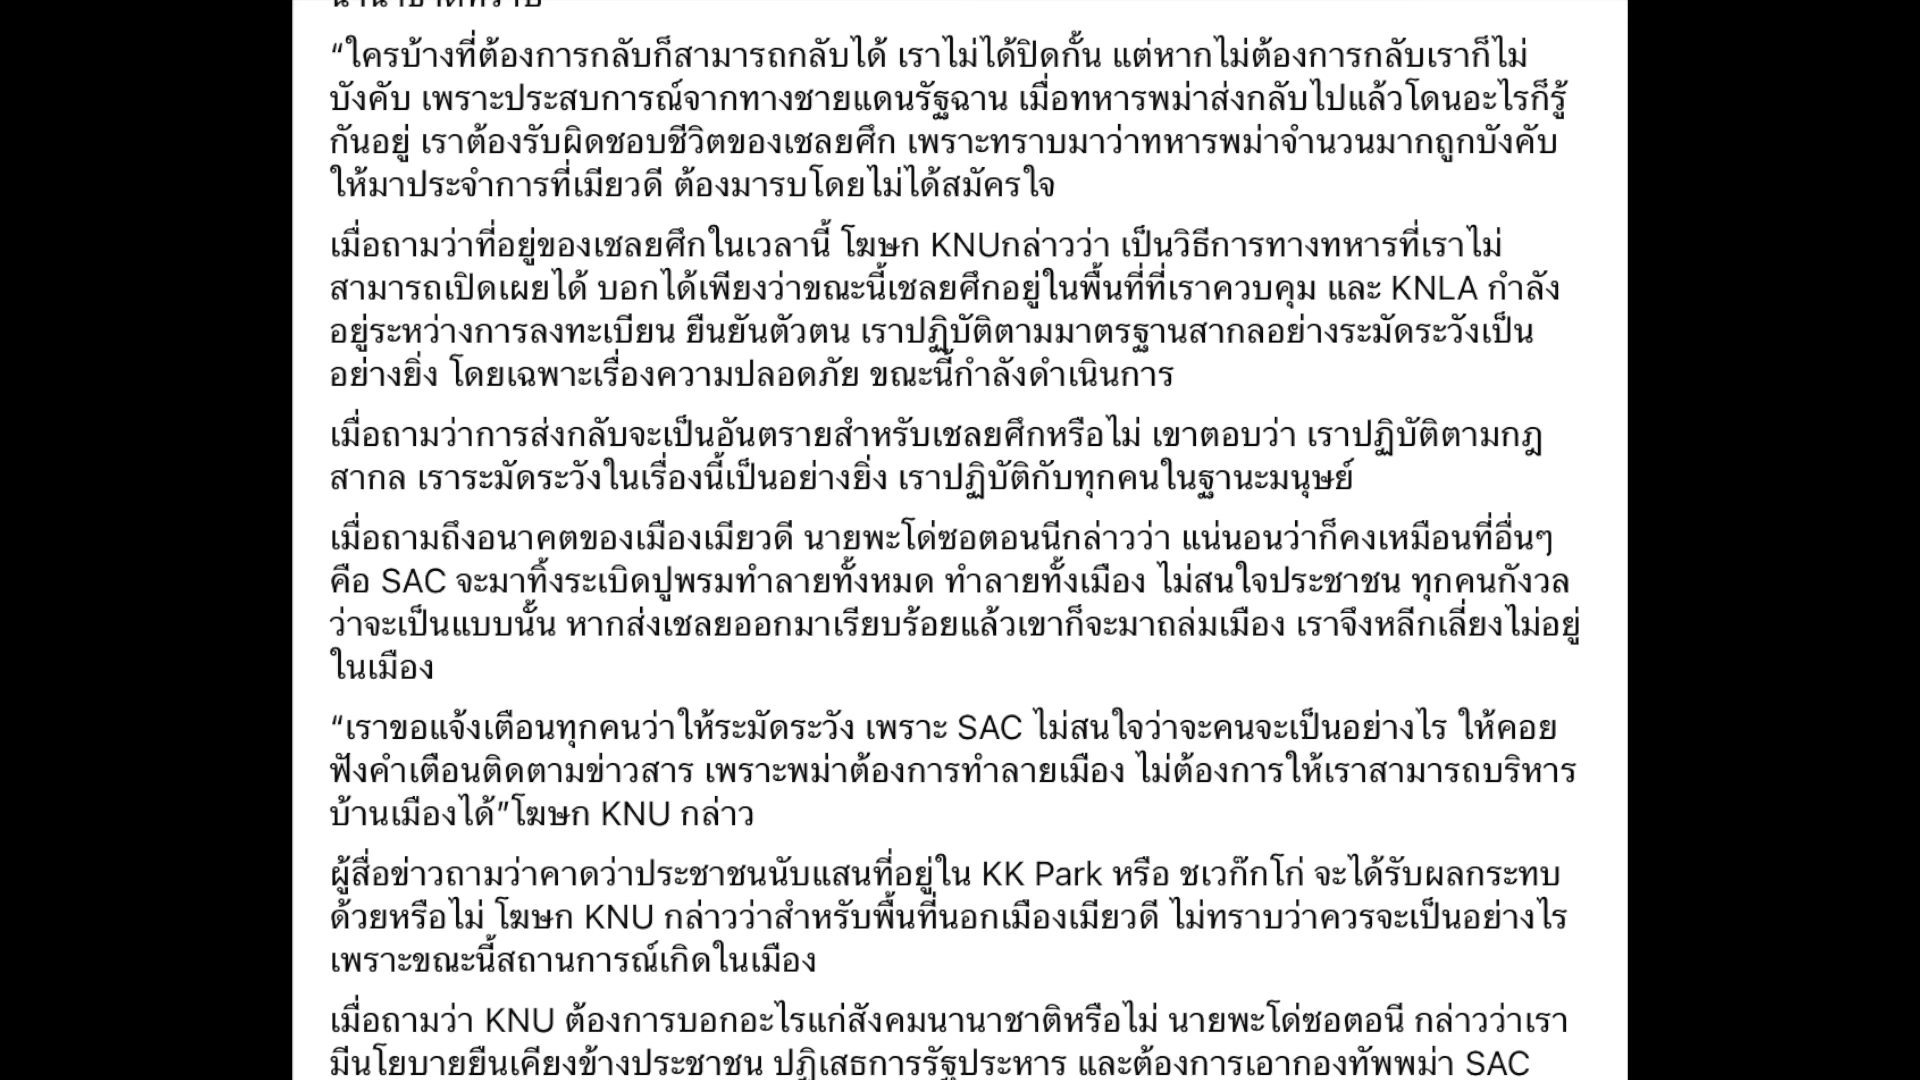 “ใครบ้างที่ต้องการกลับก็สามารถกลับได้ เราไม่ได้ปิดกั้น แต่หากไม่ต้องการกลับเราก็ไม่
บังคับ เพราะประสบการณ์จากทางชายแดนรัฐฉาน เมื่อทหารพม่าส่งกลับไปแล้วโดนอะไรก็รู้
กันอยู่ เราต้องรับผิดชอบชีวิตของเชลยศึก เพราะทราบมาว่าทหารพม่าจำนวนมากถูกบังคับ
ให้มาประจำการที่เมียวดี ต้องมารบโดยไม่ได้สมัครใจ
เมื่อถามว่าที่อยู่ของเชลยศึกในเวลานี้ โฆษก KNUกล่าวว่า เป็นวิธีการทางทหารที่เราไม่
สามารถเปิดเผยได้ บอกได้เพียงว่าขณะนี้เชลยศึกอยู่ในพื้นที่ที่เราควบคุม และ KNLA กำลัง
อยู่ระหว่างการลงทะเบียน ยืนยันตัวตน เราปฏิบัติตามมาตรฐานสากลอย่างระมัดระวังเป็น
อย่างยิ่ง โดยเฉพาะเรื่องความปลอดภัย ขณะนี้กำลังดำเนินการ
เมื่อถามว่าการส่งกลับจะเป็นอันตรายสำหรับเชลยศึกหรือไม่ เขาตอบว่า เราปฏิบัติตามกฎ
สากล เราระมัดระวังในเรื่องนี้เป็นอย่างยิ่ง เราปฏิบัติกับทุกคนในฐานะมนุษย์
เมื่อถามถึงอนาคตของเมืองเมียวดี นายพะโด่ซอตอนนีกล่าวว่า แน่นอนว่าก็คงเหมือนที่อื่นๆ
คือ SAC จะมาทิ้งระเบิดปูพรมทำลายทั้งหมด ทำลายทั้งเมือง ไม่สนใจประชาชน ทุกคนกังวล
ว่าจะเป็นแบบนั้น หากส่งเชลยออกมาเรียบร้อยแล้วเขาก็จะมาถล่มเมือง เราจึงหลีกเลี่ยงไม่อยู่
ในเมือง
“เราขอแจ้งเตือนทุกคนว่าให้ระมัดระวัง เพราะ SAC ไม่สนใจว่าจะคนจะเป็นอย่างไร ให้คอย
ฟังคำเตือนติดตามข่าวสาร เพราะพม่าต้องการทำลายเมือง ไม่ต้องการให้เราสามารถบริหาร
บ้านเมืองได้”โฆษก KNU กล่าว
ผู้สื่อข่าวถามว่าคาดว่าประชาชนนับแสนที่อยู่ใน KK Park หรือ ชเวก๊กโก่ จะได้รับผลกระทบ
ด้วยหรือไม่ โฆษก KNU กล่าวว่าสำหรับพื้นที่นอกเมืองเมียวดี ไม่ทราบว่าควรจะเป็นอย่างไร
เพราะขณะนี้สถานการณ์เกิดในเมือง
เมื่อถามว่า KNU ต้องการบอกอะไรแก่สังคมนานาชาติหรือไม่ นายพะโด่ซอตอนี กล่าวว่าเรา
มีนโยบายยืนเคียงข้างประชาชน ปฏิเสธการรัฐประหาร และต้องการเอากองทัพพม่า SAC